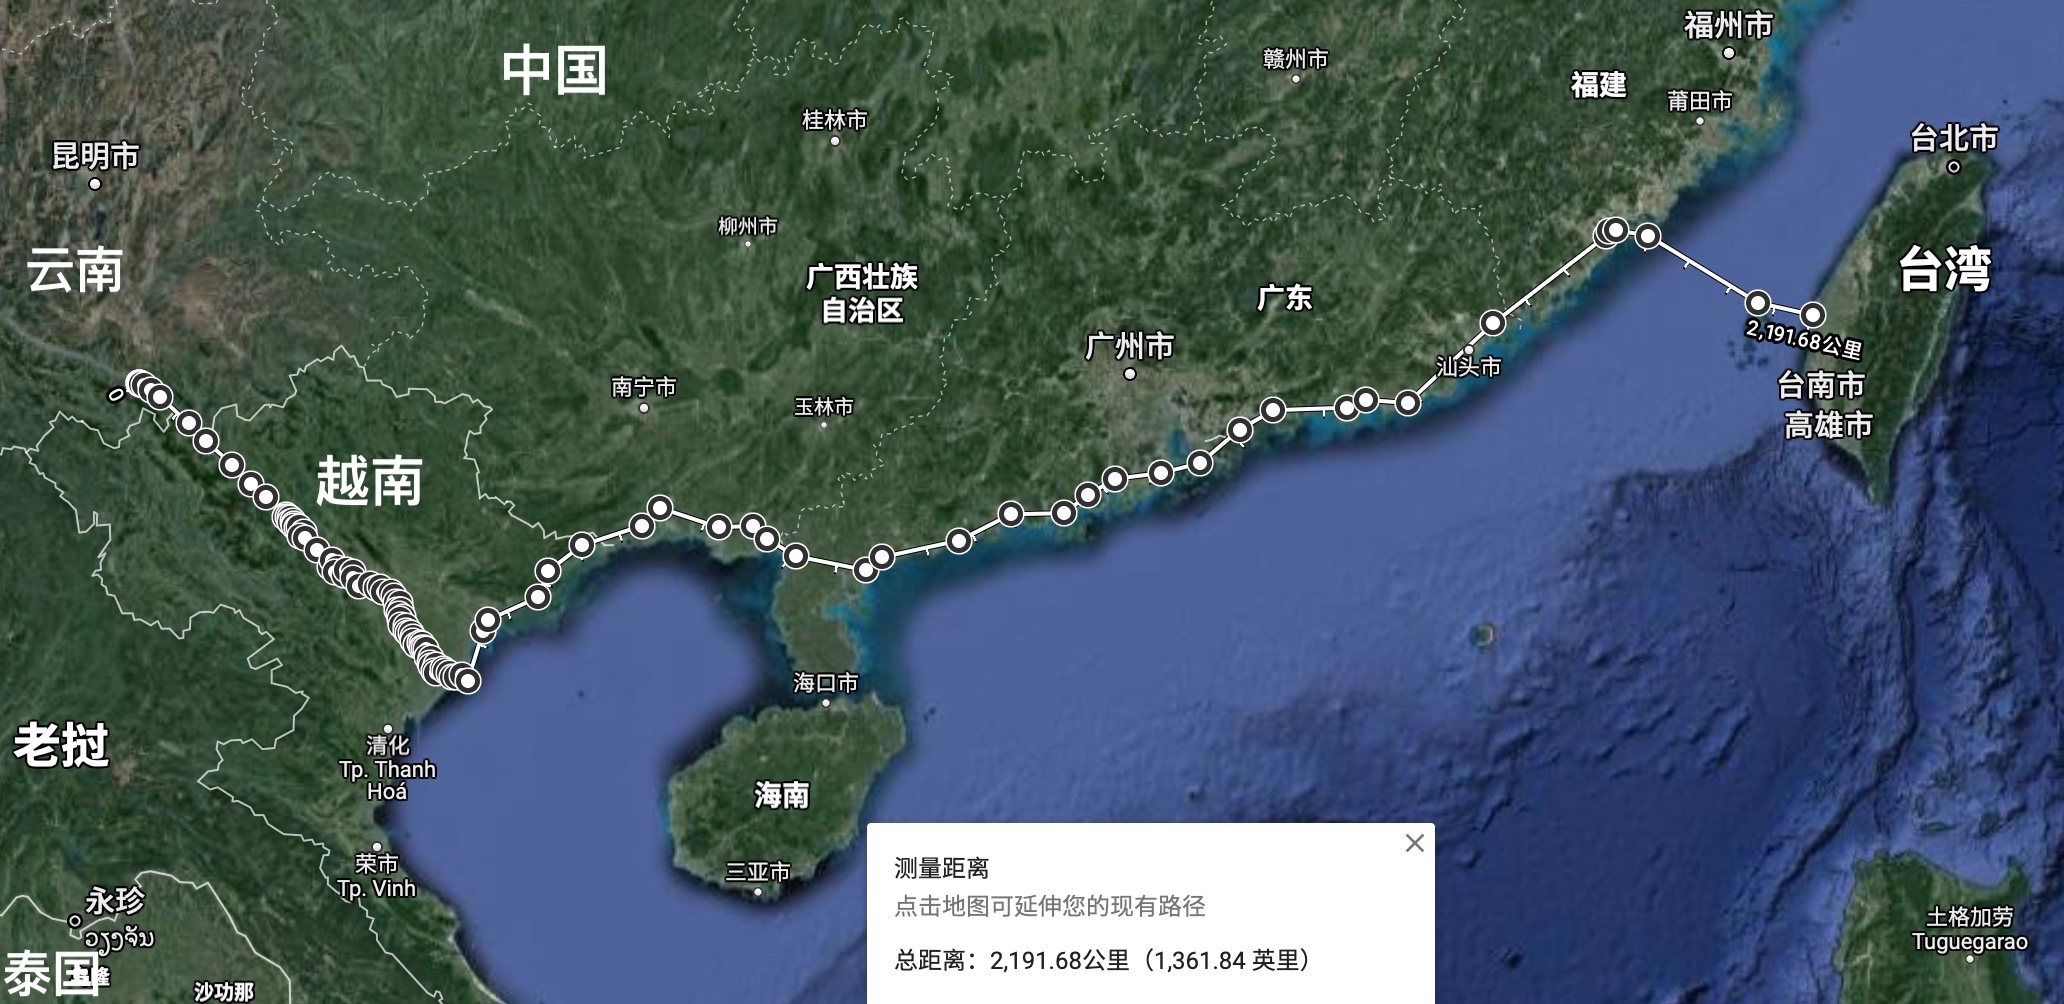 福州市
中国
赣州市
福建
莆田市
桂林市
台北市
昆明市
柳州市
云南
台湾
广西壮族
自治区
广东
广州市
2,191.68公里
汕头市
南宁市
台南市
0
玉林市
高雄市
越南
海口市
老挝
清化
Tp. Thanh
Hoá
海南
测量距离
点击地图可延伸您的现有路径
荣市
Tp. Vinh
三亚市
永珍
ວຽງຈັນ
土格加劳
Tuguegarao
总距离：2,191.68公里（1,361.84 英里）
泰国
沙功那